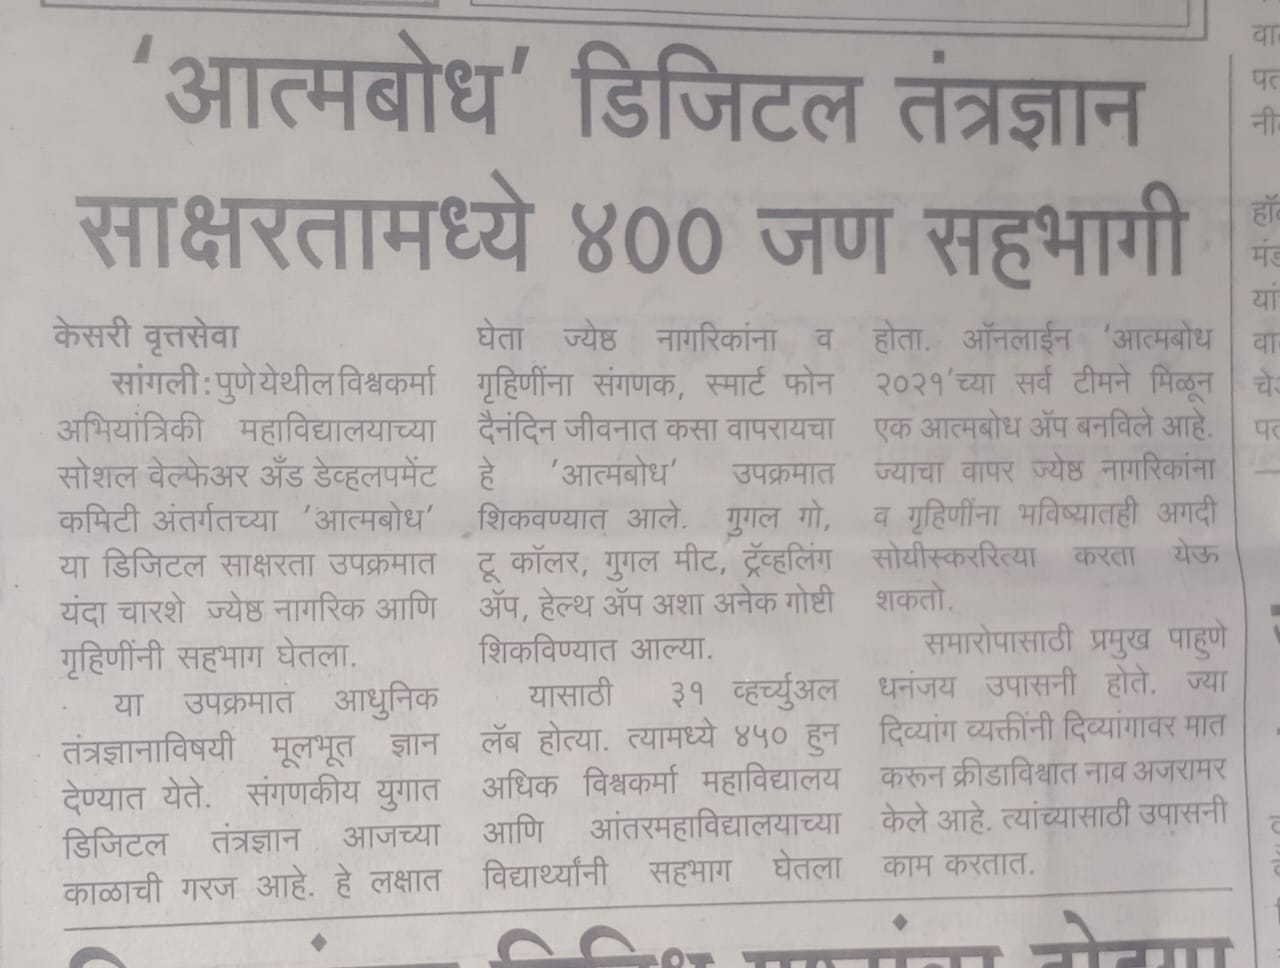 'आत्मबोध' डिजिटल तंत्रज्ञान
साक्षरतामध्ये ४०० जण सहभागी
केसरी वृत्तसेवा
सांगली : पुणे येथील विश्वकर्मा
अभियांत्रिकी महाविद्यालयाच्या
सोशल वेल्फेअर अँड डेव्हलपमेंट
कमिटी अंतर्गतच्या 'आत्मबोध'
या डिजिटल साक्षरता उपक्रमात
यंदा चारशे ज्येष्ठ नागरिक आणि
गृहिणींनी सहभाग घेतला.
या उपक्रमात आधुनिक
तंत्रज्ञानाविषयी मूलभूत ज्ञान
देण्यात येते. संगणकीय युगात
डिजिटल तंत्रज्ञान आजच्या
काळाची गरज आहे. हे लक्षात
घेता ज्येष्ठ नागरिकांना व
गृहिणींना संगणक, स्मार्ट फोन
दैनंदिन जीवनात कसा वापरायचा
हे 'आत्मबोध' उपक्रमात
शिकवण्यात आले. गुगल गो,
टू कॉलर, गुगल मीट, ट्रॅव्हलिंग
ॲप, हेल्थ ॲप अशा अनेक गोष्टी
शिकविण्यात आल्या.
यासाठी ३१ व्हर्च्युअल
लॅब होत्या. त्यामध्ये ४५० हुन
अधिक विश्वकर्मा महाविद्यालय
आणि आंतरमहाविद्यालयाच्या
विद्यार्थ्यांनी सहभाग घेतला
होता. ऑनलाईन 'आत्मबोध
२०२१'च्या सर्व टीमने मिळून
एक आत्मबोध ॲप बनविले आहे.
ज्याचा वापर ज्येष्ठ नागरिकांना
व गृहिणींना भविष्यातही अगदी
सोयीस्कररित्या करता येऊ
शकतो.
समारोपासाठी प्रमुख पाहुणे
धनंजय उपासनी होते. ज्या
दिव्यांग व्यक्तींनी दिव्यांगावर मात
करून क्रीडाविश्वात नाव अजरामर
केले आहे. त्यांच्यासाठी उपासनी
काम करतात.